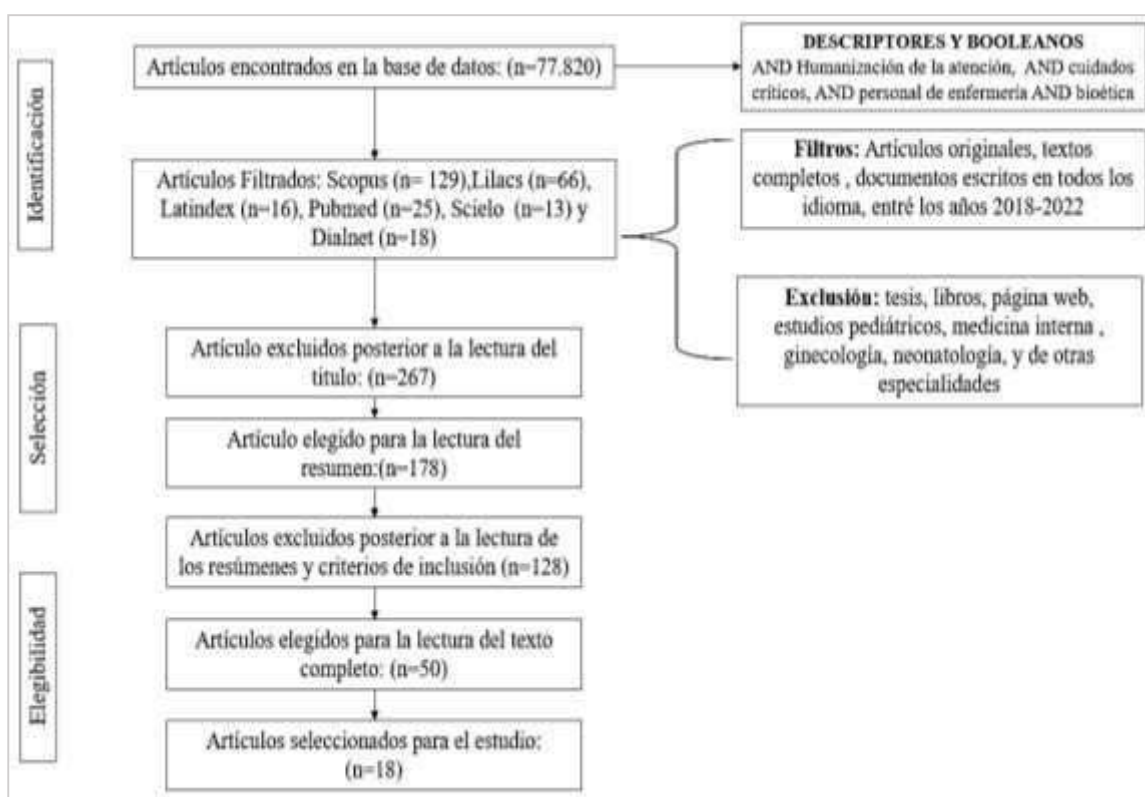 Identificación
Artículos encontrados en la base de datos: (n=77.820)
DESCRIPTORES Y BOOLEANOS
AND Humanización de la atención, AND cuidados
críticos, AND personal de enfermería AND bioética
Artículos Filtrados: Scopus (n= 129),Lilacs (n=66),
Latindex (n=16), Pubmed (n=25), Scielo (n=13) y
Dialnet (n=18)
Filtros: Artículos originales, textos
completos , documentos escritos en todos los
idioma, entré los años 2018-2022
Exclusión: tesis, libros, página web,
estudios pediátricos, medicina interna ,
ginecología, neonatología, y de otras
especialidades
Selección
Artículo excluidos posterior a la lectura del
titulo: (n=267)
Artículo elegido para la lectura del
resumen:(n=178)
Artículos excluidos posterior a la lectura de
los resúmenes y criterios de inclusión (n=128)
Elegibilidad
Artículos elegidos para la lectura del texto
completo: (n=50)
Artículos seleccionados para el estudio:
(n=18)